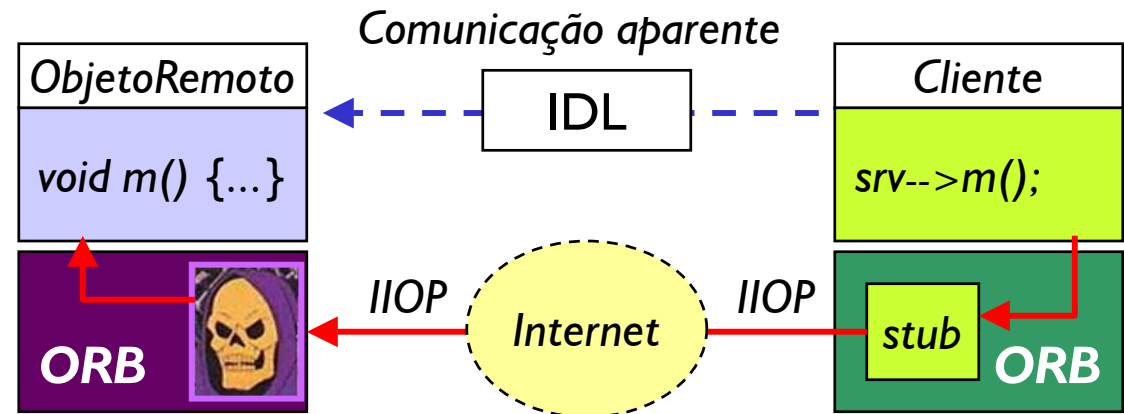 Comunicação aparente
ObjetoRemoto
IDL
Cliente
void m() {...}
srv-->m();
IIOP
Internet
IIOP
stub
ORB
ORB